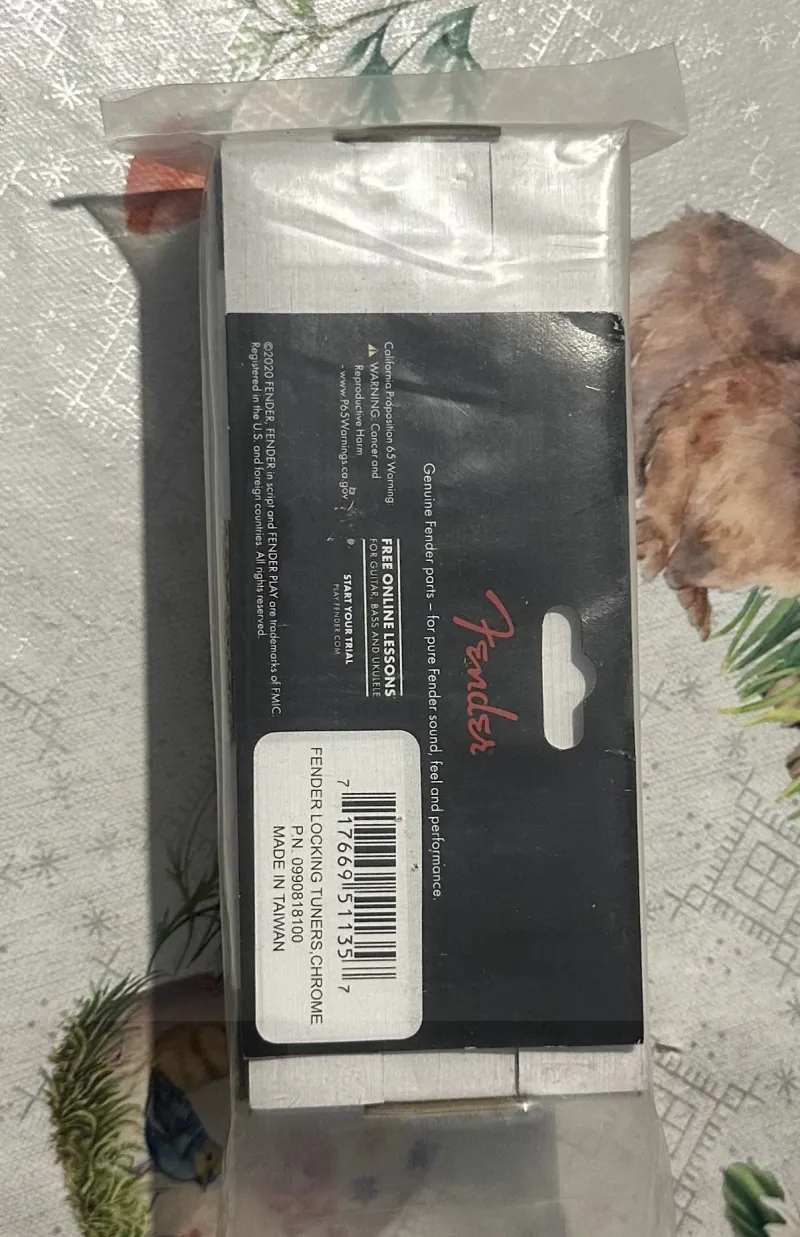 Fender
Genuine Fender parts – for pure Fender sound, feel and performance.
California Proposition 65 Warning:
⚠ WARNING: Cancer and
Reproductive Harm
- www.P65Warnings.ca.gov
FREE ONLINE LESSONS
FOR GUITAR, BASS AND UKULELE
START YOUR TRIAL
PLAY.FENDER.COM
©2020 FENDER, FENDER in script and FENDER PLAY are trademarks of FMIC.
Registered in the U.S. and foreign countries. All rights reserved.
7 17669 51135 7
FENDER LOCKING TUNERS,CHROME
P.N. 0990818100
MADE IN TAIWAN